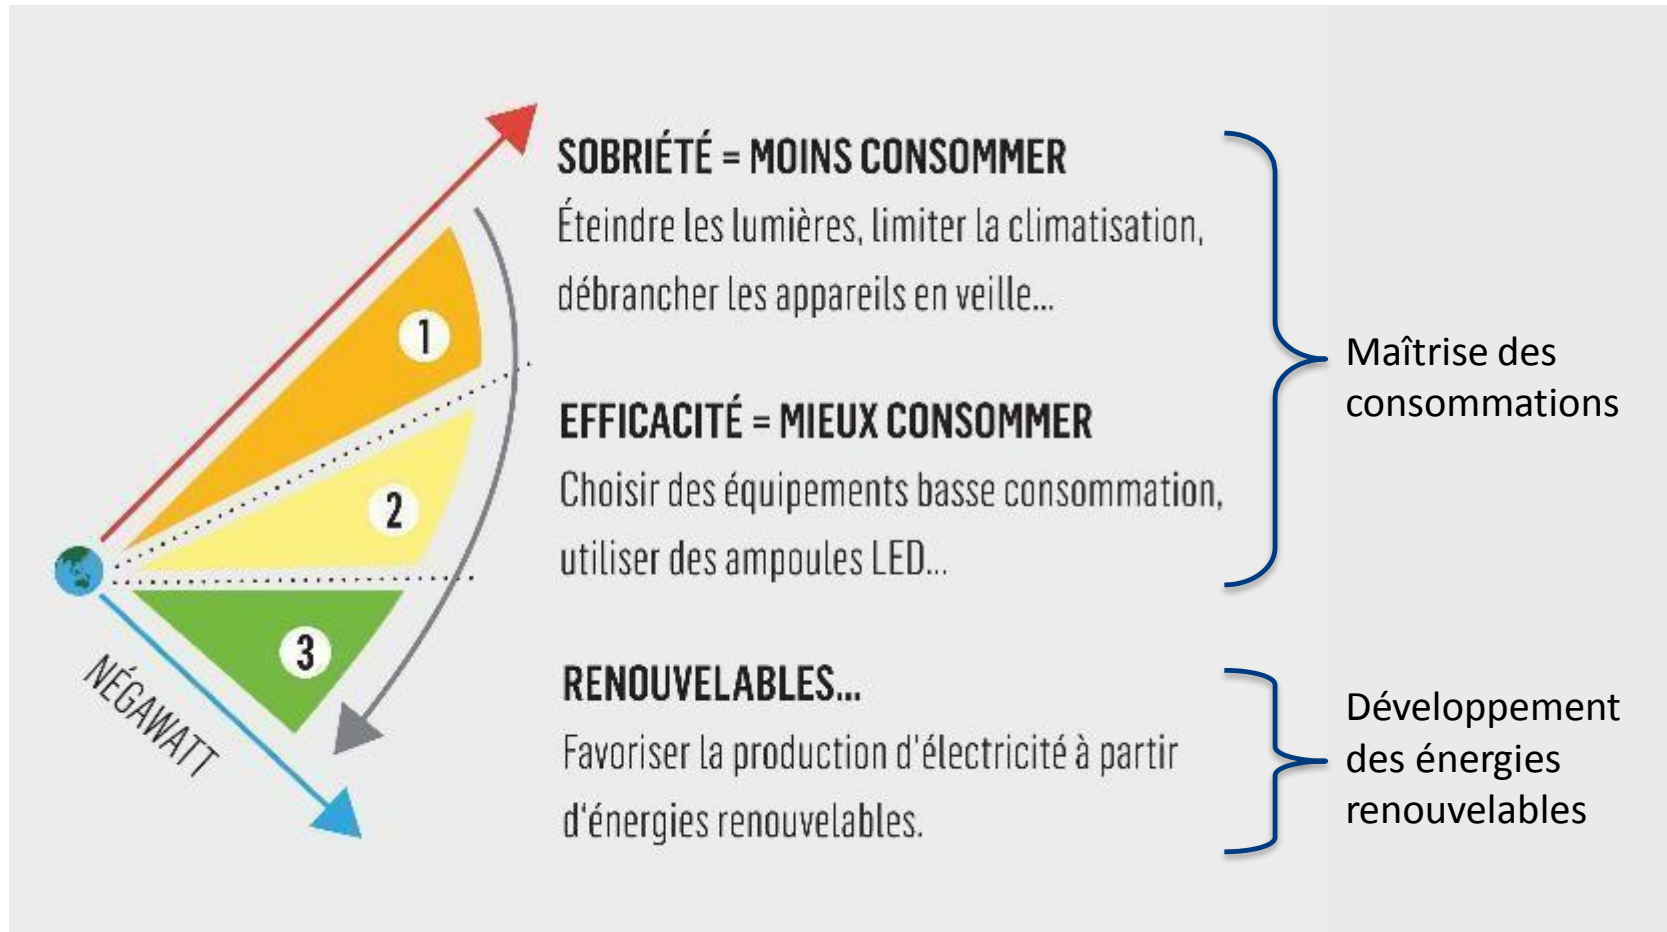 SOBRIÉTÉ = MOINS CONSOMMER
Éteindre les lumières, limiter la climatisation,
débrancher les appareils en veille...
1
EFFICACITÉ = MIEUX CONSOMMER
Choisir des équipements basse consommation,
utiliser des ampoules LED...
2
RENOUVELABLES...
Favoriser la production d'électricité à partir
d'énergies renouvelables.
3
NÉGAWATT
Maîtrise des
consommations
Développement
des énergies
renouvelables